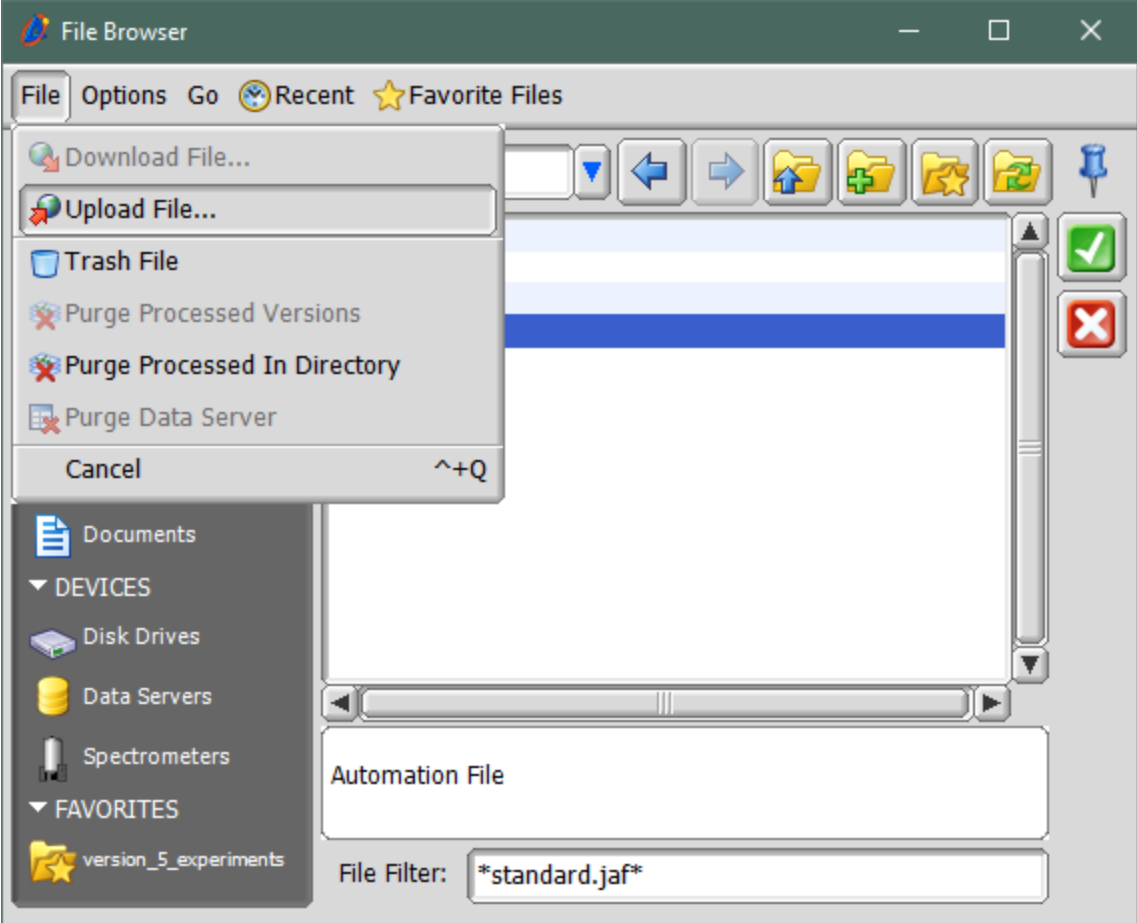 File Browser
File Options Go Recent Favorite Files
Download File...
Upload File...
Trash File
Purge Processed Versions
Purge Processed In Directory
Purge Data Server
Cancel ^+Q
Documents
DEVICES
Disk Drives
Data Servers
Spectrometers
FAVORITES
version_5_experiments
Automation File
File Filter: *standard.jaf*